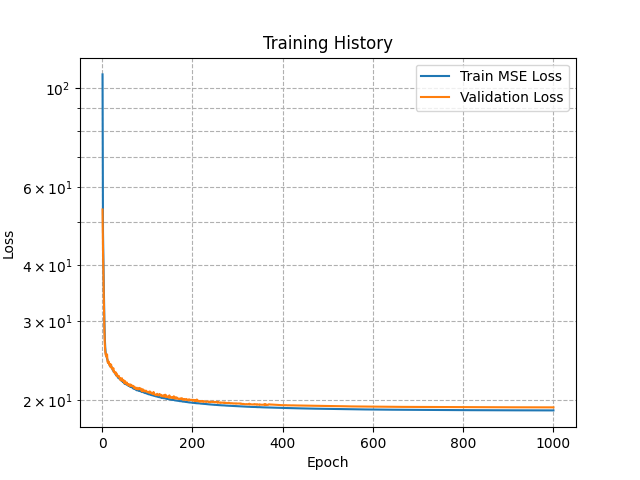 Training History
Train MSE Loss
Validation Loss
10²
6 × 10¹
4 × 10¹
3 × 10¹
2 × 10¹
Loss
0 200 400 600 800 1000
Epoch